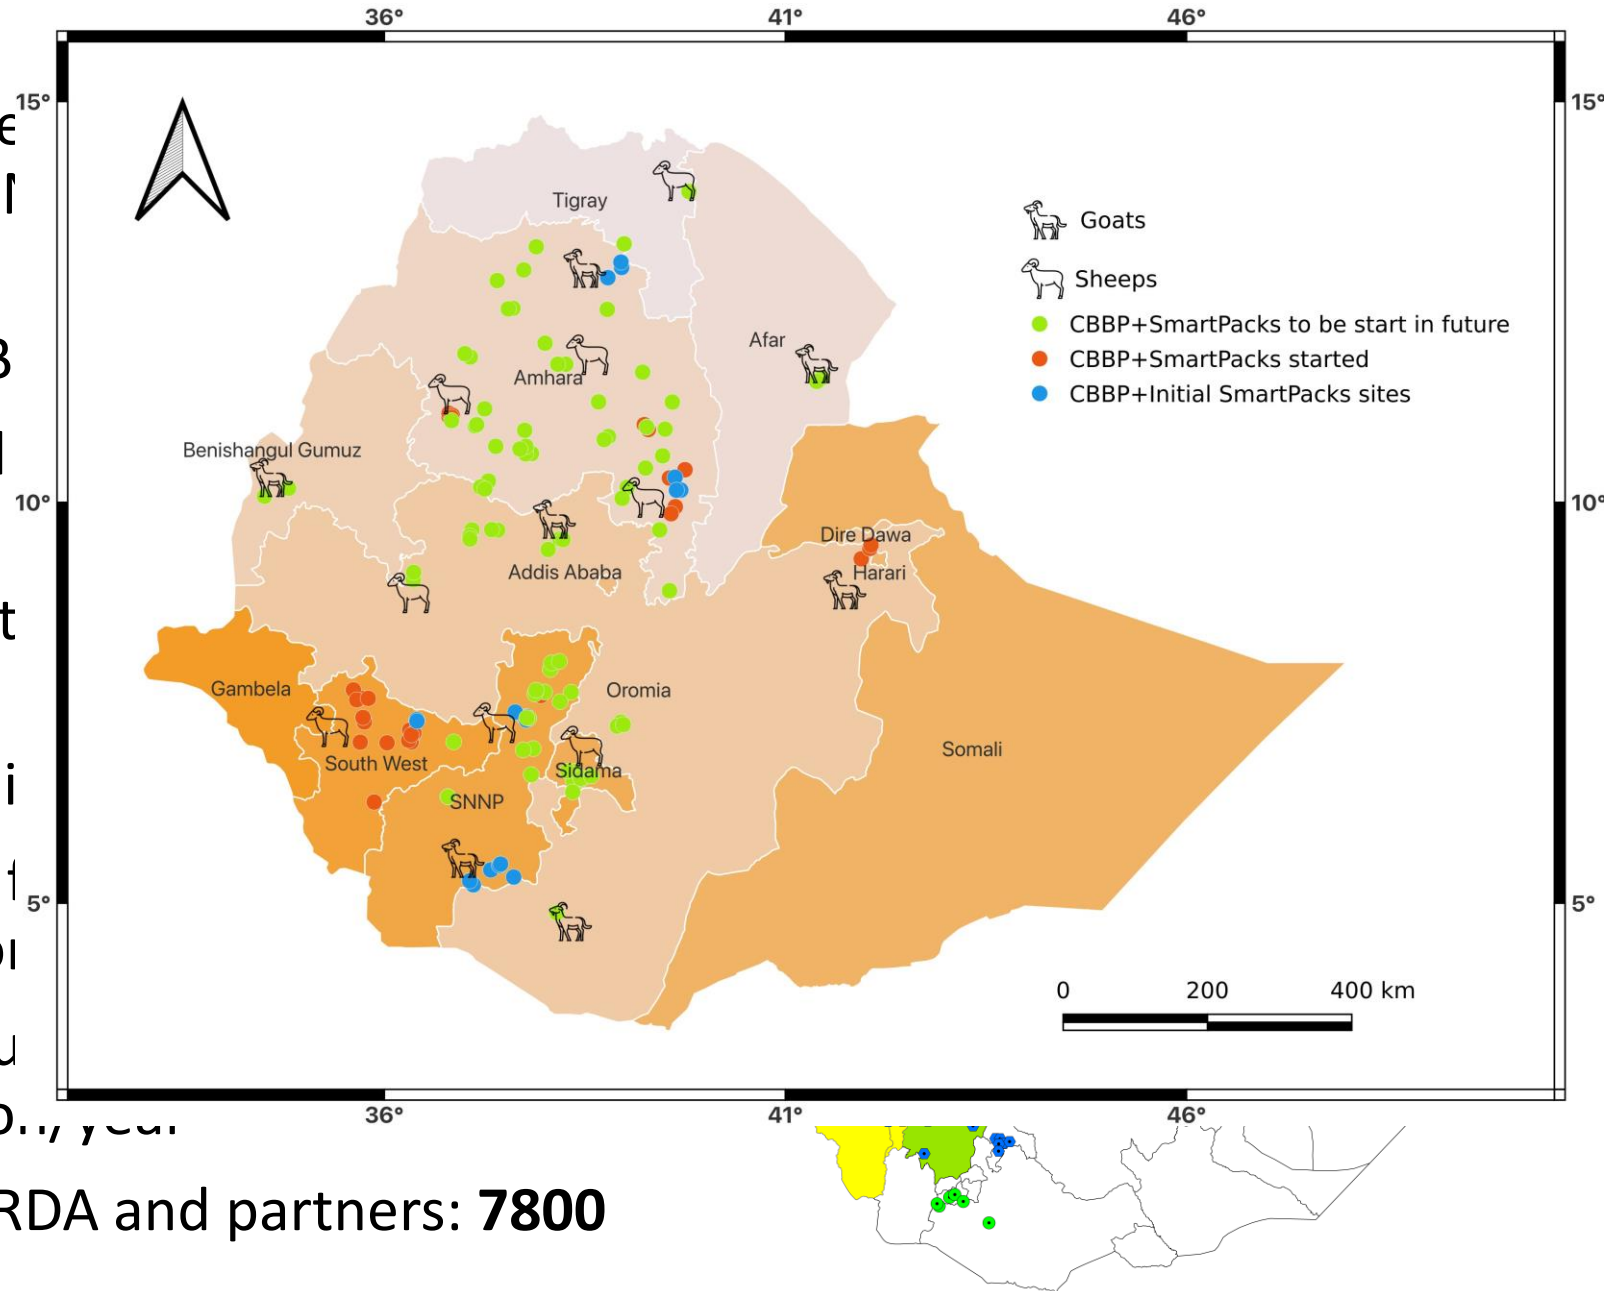 36° 41° 46°
15° 15°
Tigray
Goats
Sheeps
CBBP+SmartPacks to be start in future
Afar
CBBP+SmartPacks started
Amhara
CBBP+Initial SmartPacks sites
Benishangul Gumuz
10° 10°
Dire Dawa
Addis Ababa
Harari
Gambela
Oromia
Somali
South West
Sidama
SNNP
5° 5°
0 200 400 km
36° 41° 46°
RDA and partners: 7800